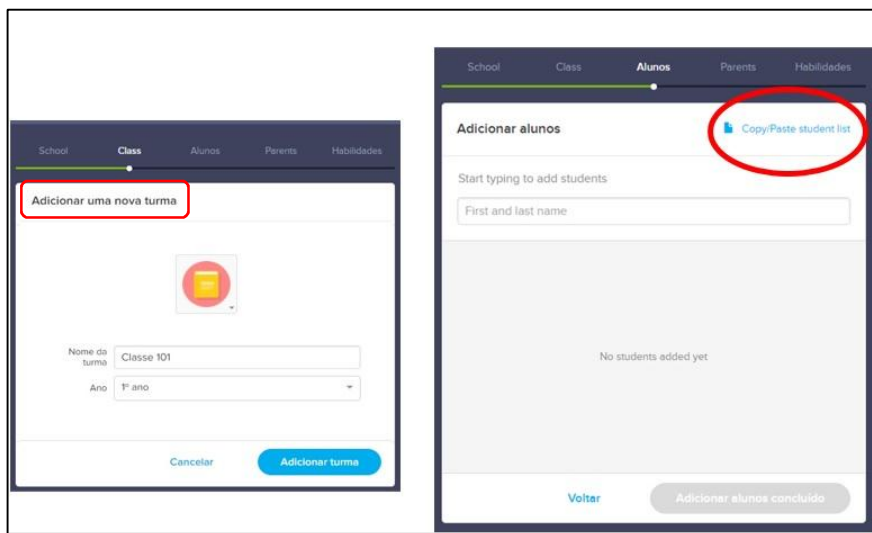 School Class Alunos Parents Habilidades
Adicionar uma nova turma
Nome da
turma
Classe 101
Ano
1º ano
Cancelar Adicionar turma
School Class Alunos Parents Habilidades
Adicionar alunos Copy/Paste student list
Start typing to add students
First and last name
No students added yet
Voltar Adicionar alunos concluído